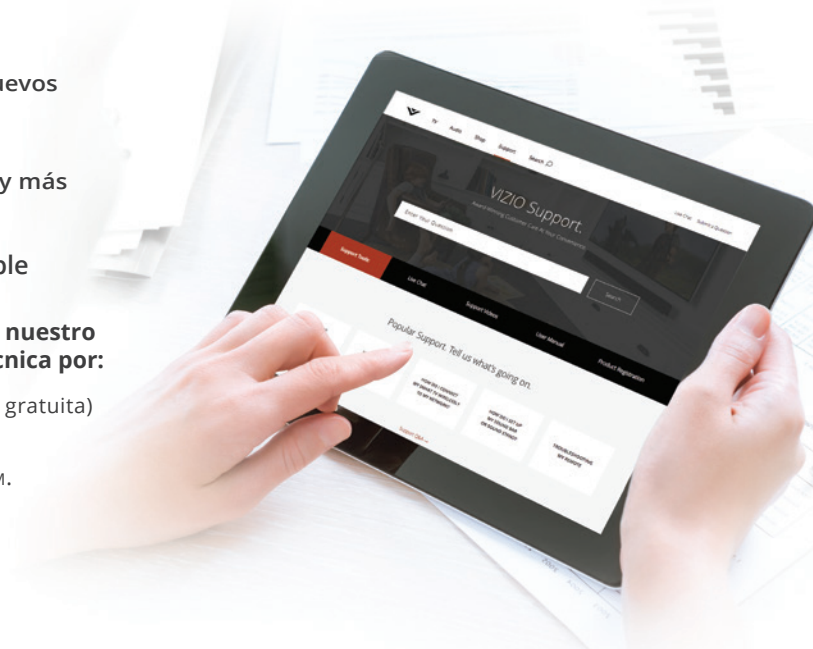 uevos
y más
ble
nuestro
cnica por:
gratuita)
M.
TV Audio Shop Support Search
Live Chat Submit a Question
VIZIO Support.
Award-Winning Customer Care At Your Convenience.
Enter Your Question
Search
Support Tools Live Chat Support Videos User Manual Product Registration
Popular Support. Tell us what's going on.
HOW DO I CONNECT
MY SMART TV WIRELESSLY
TO MY NETWORK?
HOW DO I SET UP
MY SOUND BAR
OR SOUND STAND?
TROUBLESHOOTING
MY REMOTE
Support Q&A